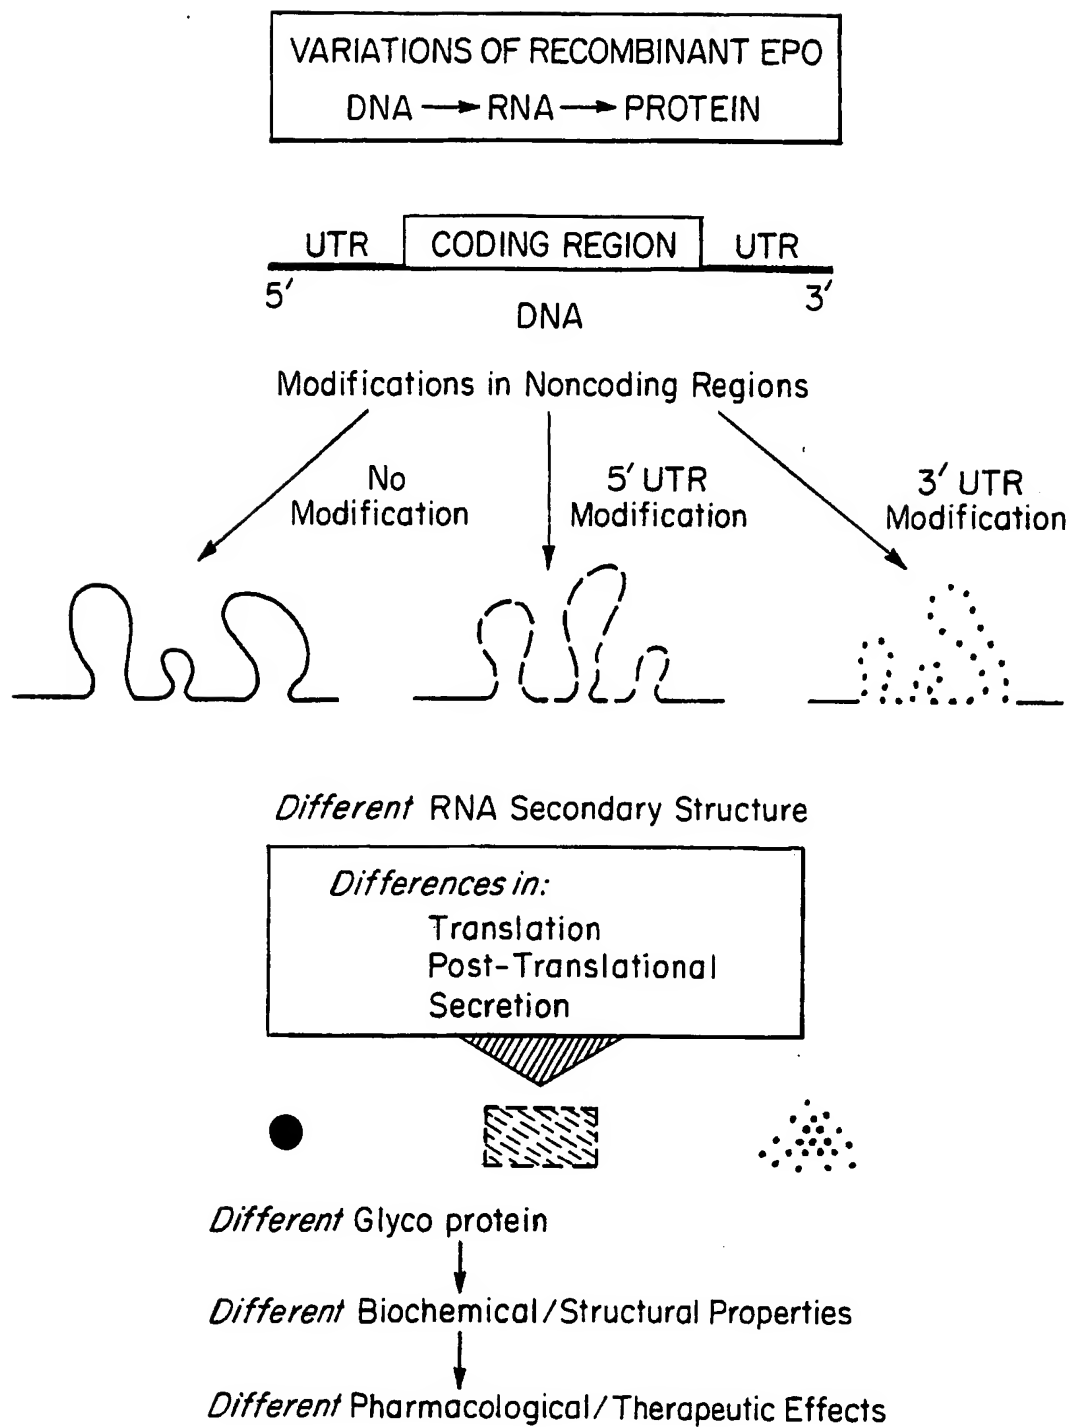 VARIATIONS OF RECOMBINANT EPO
DNA → RNA → PROTEIN
UTR CODING REGION UTR
5′ 3′
DNA
Modifications in Noncoding Regions
No Modification
5′ UTR Modification
3′ UTR Modification
Different RNA Secondary Structure
Differences in:
Translation
Post-Translational
Secretion
Different Glyco protein
Different Biochemical/Structural Properties
Different Pharmacological/Therapeutic Effects